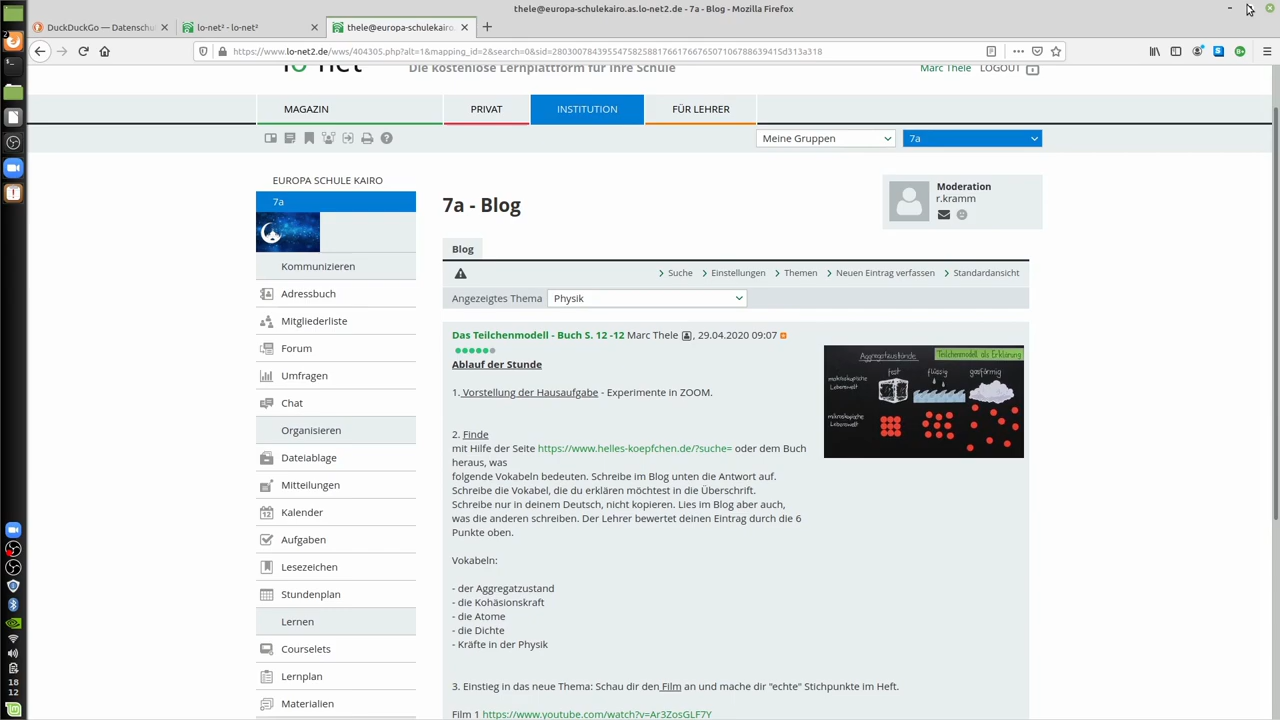 thele@europa-schulekairo.as.lo-net2.de - 7a - Blog - Mozilla Firefox
DuckDuckGo — Datenschu
lo-net² - lo-net²
thele@europa-schulekairo.
https://www.lo-net2.de/wws/404305.php?alt=1&mapping_id=2&search=0&sid=28030078439554758258817661766765071067886394 15d313a318
lo-net
Die kostenlose Lernplattform für Ihre Schule
Marc Thele LOGOUT
MAGAZIN
PRIVAT
INSTITUTION
FÜR LEHRER
Meine Gruppen
7a
EUROPA SCHULE KAIRO
7a
Kommunizieren
Adressbuch
Mitgliederliste
Forum
Umfragen
Chat
Organisieren
Dateiablage
Mitteilungen
Kalender
Aufgaben
Lesezeichen
Stundenplan
Lernen
Courselets
Lernplan
Materialien
7a - Blog
Moderation
r.kramm
Blog
Suche
Einstellungen
Themen
Neuen Eintrag verfassen
Standardansicht
Angezeigtes Thema
Physik
Das Teilchenmodell - Buch S. 12 -12 Marc Thele , 29.04.2020 09:07
Ablauf der Stunde
1. Vorstellung der Hausaufgabe - Experimente in ZOOM.
2. Finde
mit Hilfe der Seite https://www.helles-koepfchen.de/?suche= oder dem Buch
heraus, was
folgende Vokabeln bedeuten. Schreibe im Blog unten die Antwort auf.
Schreibe die Vokabel, die du erklären möchtest in die Überschrift.
Schreibe nur in deinem Deutsch, nicht kopieren. Lies im Blog aber auch,
was die anderen schreiben. Der Lehrer bewertet deinen Eintrag durch die 6
Punkte oben.
Vokabeln:
- der Aggregatzustand
- die Kohäsionskraft
- die Atome
- die Dichte
- Kräfte in der Physik
3. Einstieg in das neue Thema: Schau dir den Film an und mache dir "echte" Stichpunkte im Heft.
Film 1 https://www.youtube.com/watch?v=Ar3ZosGLF7Y
Aggregatzustände
Teilchenmodell als Erklärung
fest
flüssig
gasförmig
makroskopische
Lebenswelt
mikroskopische
Lebenswelt
18
12